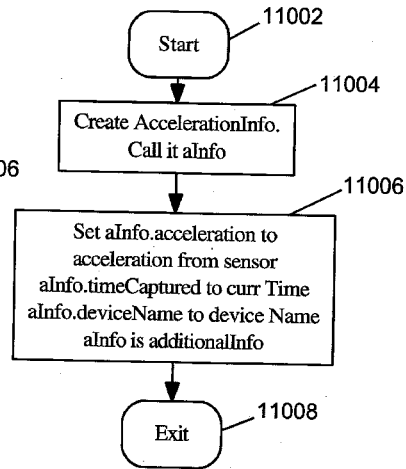 11002
Start
11004
Create AccelerationInfo.
Call it aInfo
06
11006
Set aInfo.acceleration to
acceleration from sensor
aInfo.timeCaptured to curr Time
aInfo.deviceName to device Name
aInfo is additionalInfo
11008
Exit